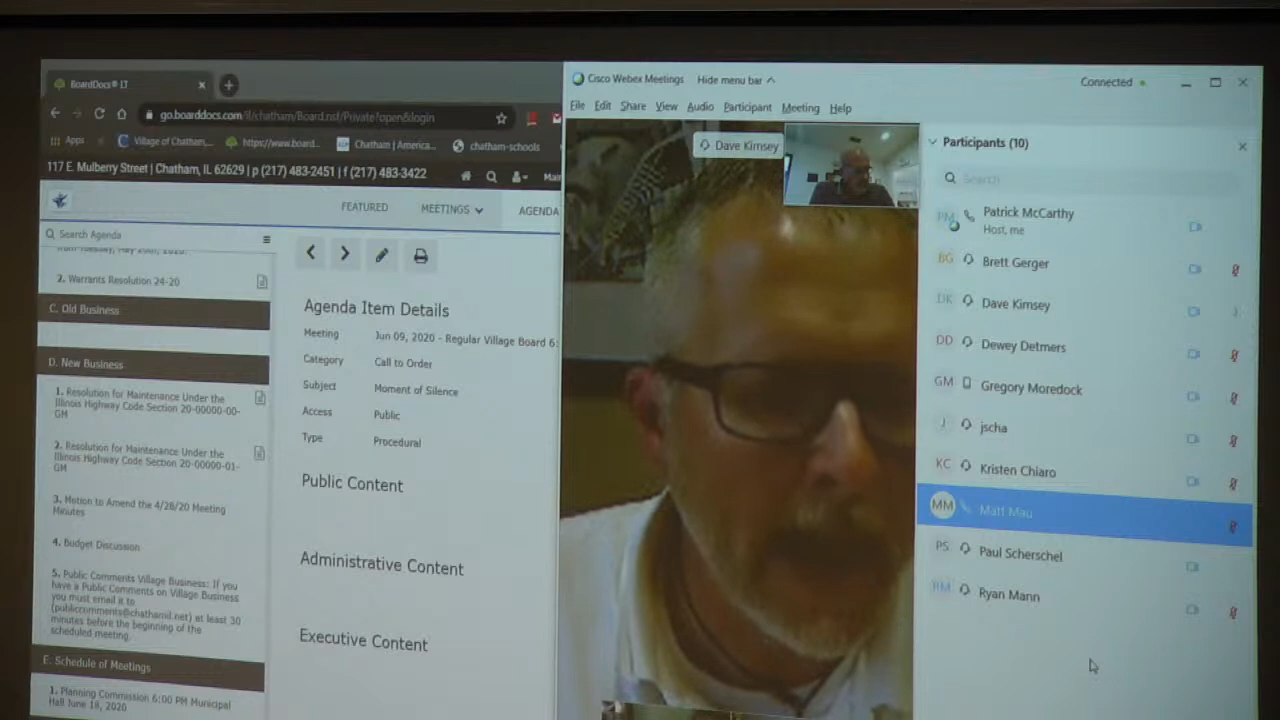 BoardDocs® LT
go.boarddocs.com/il/chatham/Board.nsf/Private?open&login
Apps
Village of Chatham,...
https://www.board...
Chatham | America...
chatham-schools
117 E. Mulberry Street | Chatham, IL 62629 | p (217) 483-2451 | f (217) 483-3422
FEATURED
MEETINGS
AGENDA
Search Agenda
2. Warrants Resolution 24-20
C. Old Business
D. New Business
1. Resolution for Maintenance Under the
Illinois Highway Code Section 20-00000-00-
GM
2. Resolution for Maintenance Under the
Illinois Highway Code Section 20-00000-01-
GM
3. Motion to Amend the 4/28/20 Meeting
Minutes
4. Budget Discussion
5. Public Comments Village Business: If you
have a Public Comments on Village Business
you must email it to
(publiccomments@chathamil.net) at least 30
minutes before the beginning of the
scheduled meeting.
E. Schedule of Meetings
1. Planning Commission 6:00 PM Municipal
Hall June 18, 2020
Agenda Item Details
Meeting
Jun 09, 2020 - Regular Village Board 6:
Category
Call to Order
Subject
Moment of Silence
Access
Public
Type
Procedural
Public Content
Administrative Content
Executive Content
Cisco Webex Meetings
Hide menu bar
Connected
File Edit Share View Audio Participant Meeting Help
Dave Kimsey
Participants (10)
Search
PM Patrick McCarthy
Host, me
BG Brett Gerger
DK Dave Kimsey
DD Dewey Detmers
GM Gregory Moredock
J jscha
KC Kristen Chiaro
MM Matt Mau
PS Paul Scherschel
RM Ryan Mann